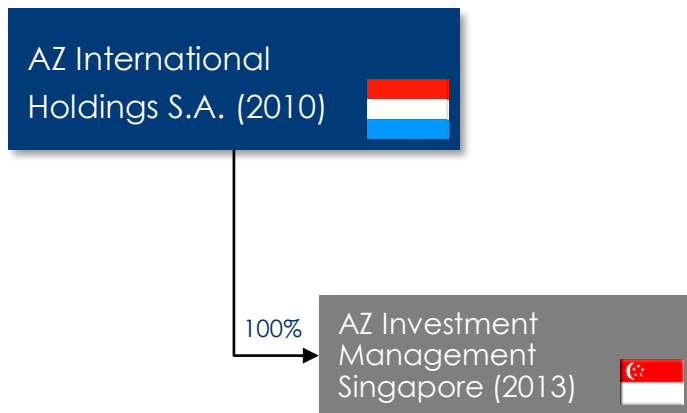 AZ International
Holdings S.A. (2010)
100%
AZ Investment
Management
Singapore (2013)